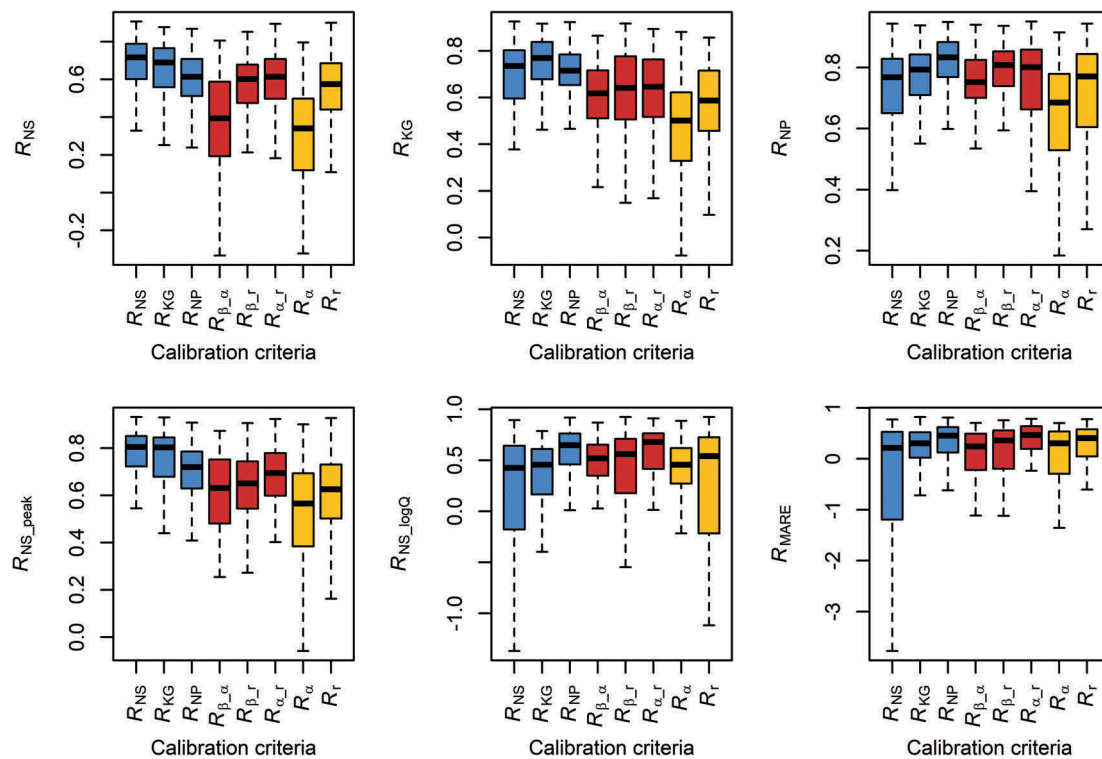 R_NS
0.6
0.2
-0.2
R_NS R_KG R_NP R_β_α R_β_r R_α_r R_α R_r
Calibration criteria
R_KG
0.8
0.6
0.4
0.2
0.0
R_NS R_KG R_NP R_β_α R_β_r R_α_r R_α R_r
Calibration criteria
R_NP
0.8
0.6
0.4
0.2
R_NS R_KG R_NP R_β_α R_β_r R_α_r R_α R_r
Calibration criteria
R_NS_peak
0.8
0.6
0.4
0.2
0.0
R_NS R_KG R_NP R_β_α R_β_r R_α_r R_α R_r
Calibration criteria
R_NS_logQ
1.0
0.5
0.0
-1.0
R_NS R_KG R_NP R_β_α R_β_r R_α_r R_α R_r
Calibration criteria
R_MARE
1
0
-1
-2
-3
R_NS R_KG R_NP R_β_α R_β_r R_α_r R_α R_r
Calibration criteria